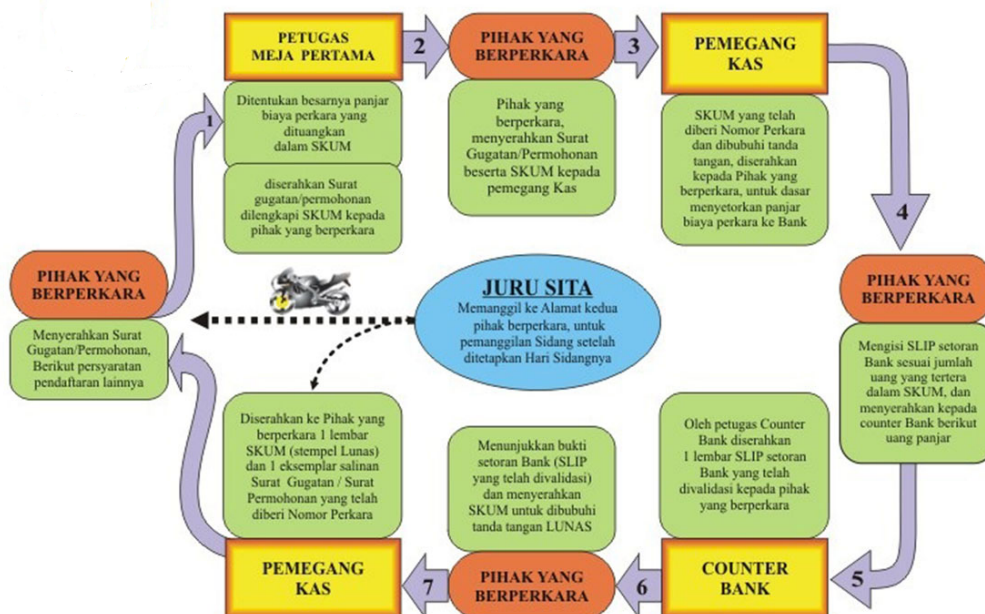 PETUGAS
MEJA PERTAMA
2
PIHAK YANG
BERPERKARA
3
PEMEGANG
KAS
1
Ditentukan besarnya panjar
biaya perkara yang
dituangkan
dalam SKUM
diserahkan Surat
gugatan/permohonan
dilengkapi SKUM kepada
pihak yang berperkara
Pihak yang
berperkara,
menyerahkan Surat
Gugatan/Permohonan
beserta SKUM kepada
pemegang Kas
SKUM yang telah
diberi Nomor Perkara
dan dibubuhi tanda
tangan, diserahkan
kepada Pihak yang
berperkara, untuk dasar
menyetorkan panjar
biaya perkara ke Bank
4
PIHAK YANG
BERPERKARA
Menyerahkan Surat
Gugatan/Permohonan,
Berikut persyaratan
pendaftaran lainnya
JURU SITA
Memanggil ke Alamat kedua
pihak berperkara, untuk
pemanggilan Sidang setelah
ditetapkan Hari Sidangnya
PIHAK YANG
BERPERKARA
Mengisi SLIP setoran
Bank sesuai jumlah
uang yang tertera
dalam SKUM, dan
menyerahkan kepada
counter Bank berikut
uang panjar
Diserahkan ke Pihak yang
berperkara 1 lembar
SKUM (stempel Lunas)
dan 1 eksemplar salinan
Surat Gugatan / Surat
Permohonan yang telah
diberi Nomor Perkara
Menunjukkan bukti
setoran Bank (SLIP
yang telah divalidasi)
dan menyerahkan
SKUM untuk dibubuhi
tanda tangan LUNAS
Oleh petugas Counter
Bank diserahkan
1 lembar SLIP setoran
Bank yang telah
divalidasi kepada pihak
yang berperkara
PEMEGANG
KAS
7
PIHAK YANG
BERPERKARA
6
COUNTER
BANK
5